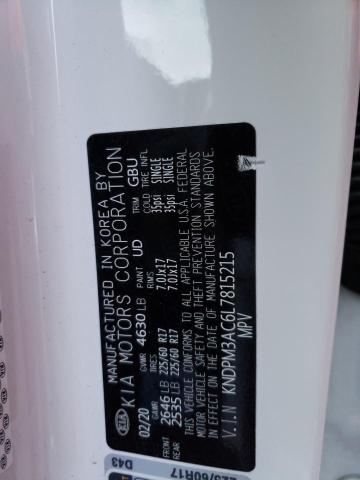 MANUFACTURED IN KOREA BY
KIA MOTORS CORPORATION
KIA
02/20 GVWR 4630 LB PAINT UD TRIM GBU
GAWR TIRES RIMS COLD TIRE INFL
FRONT 2646 LB 225/60 R17 7.0Jx17 35psi SINGLE
REAR 2535 LB 225/60 R17 7.0Jx17 35psi SINGLE
THIS VEHICLE CONFORMS TO ALL APPLICABLE U.S.A. FEDERAL
MOTOR VEHICLE SAFETY AND THEFT PREVENTION STANDARDS
IN EFFECT ON THE DATE OF MANUFACTURE SHOWN ABOVE.
V.I.N KNDPM3AC6L7815215
MPV
D43
225/60R17